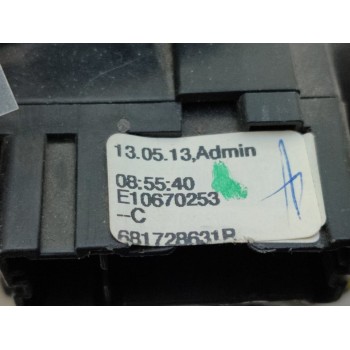 13.05.13,Admin
08:55:40
E10670253
--C
681728631R